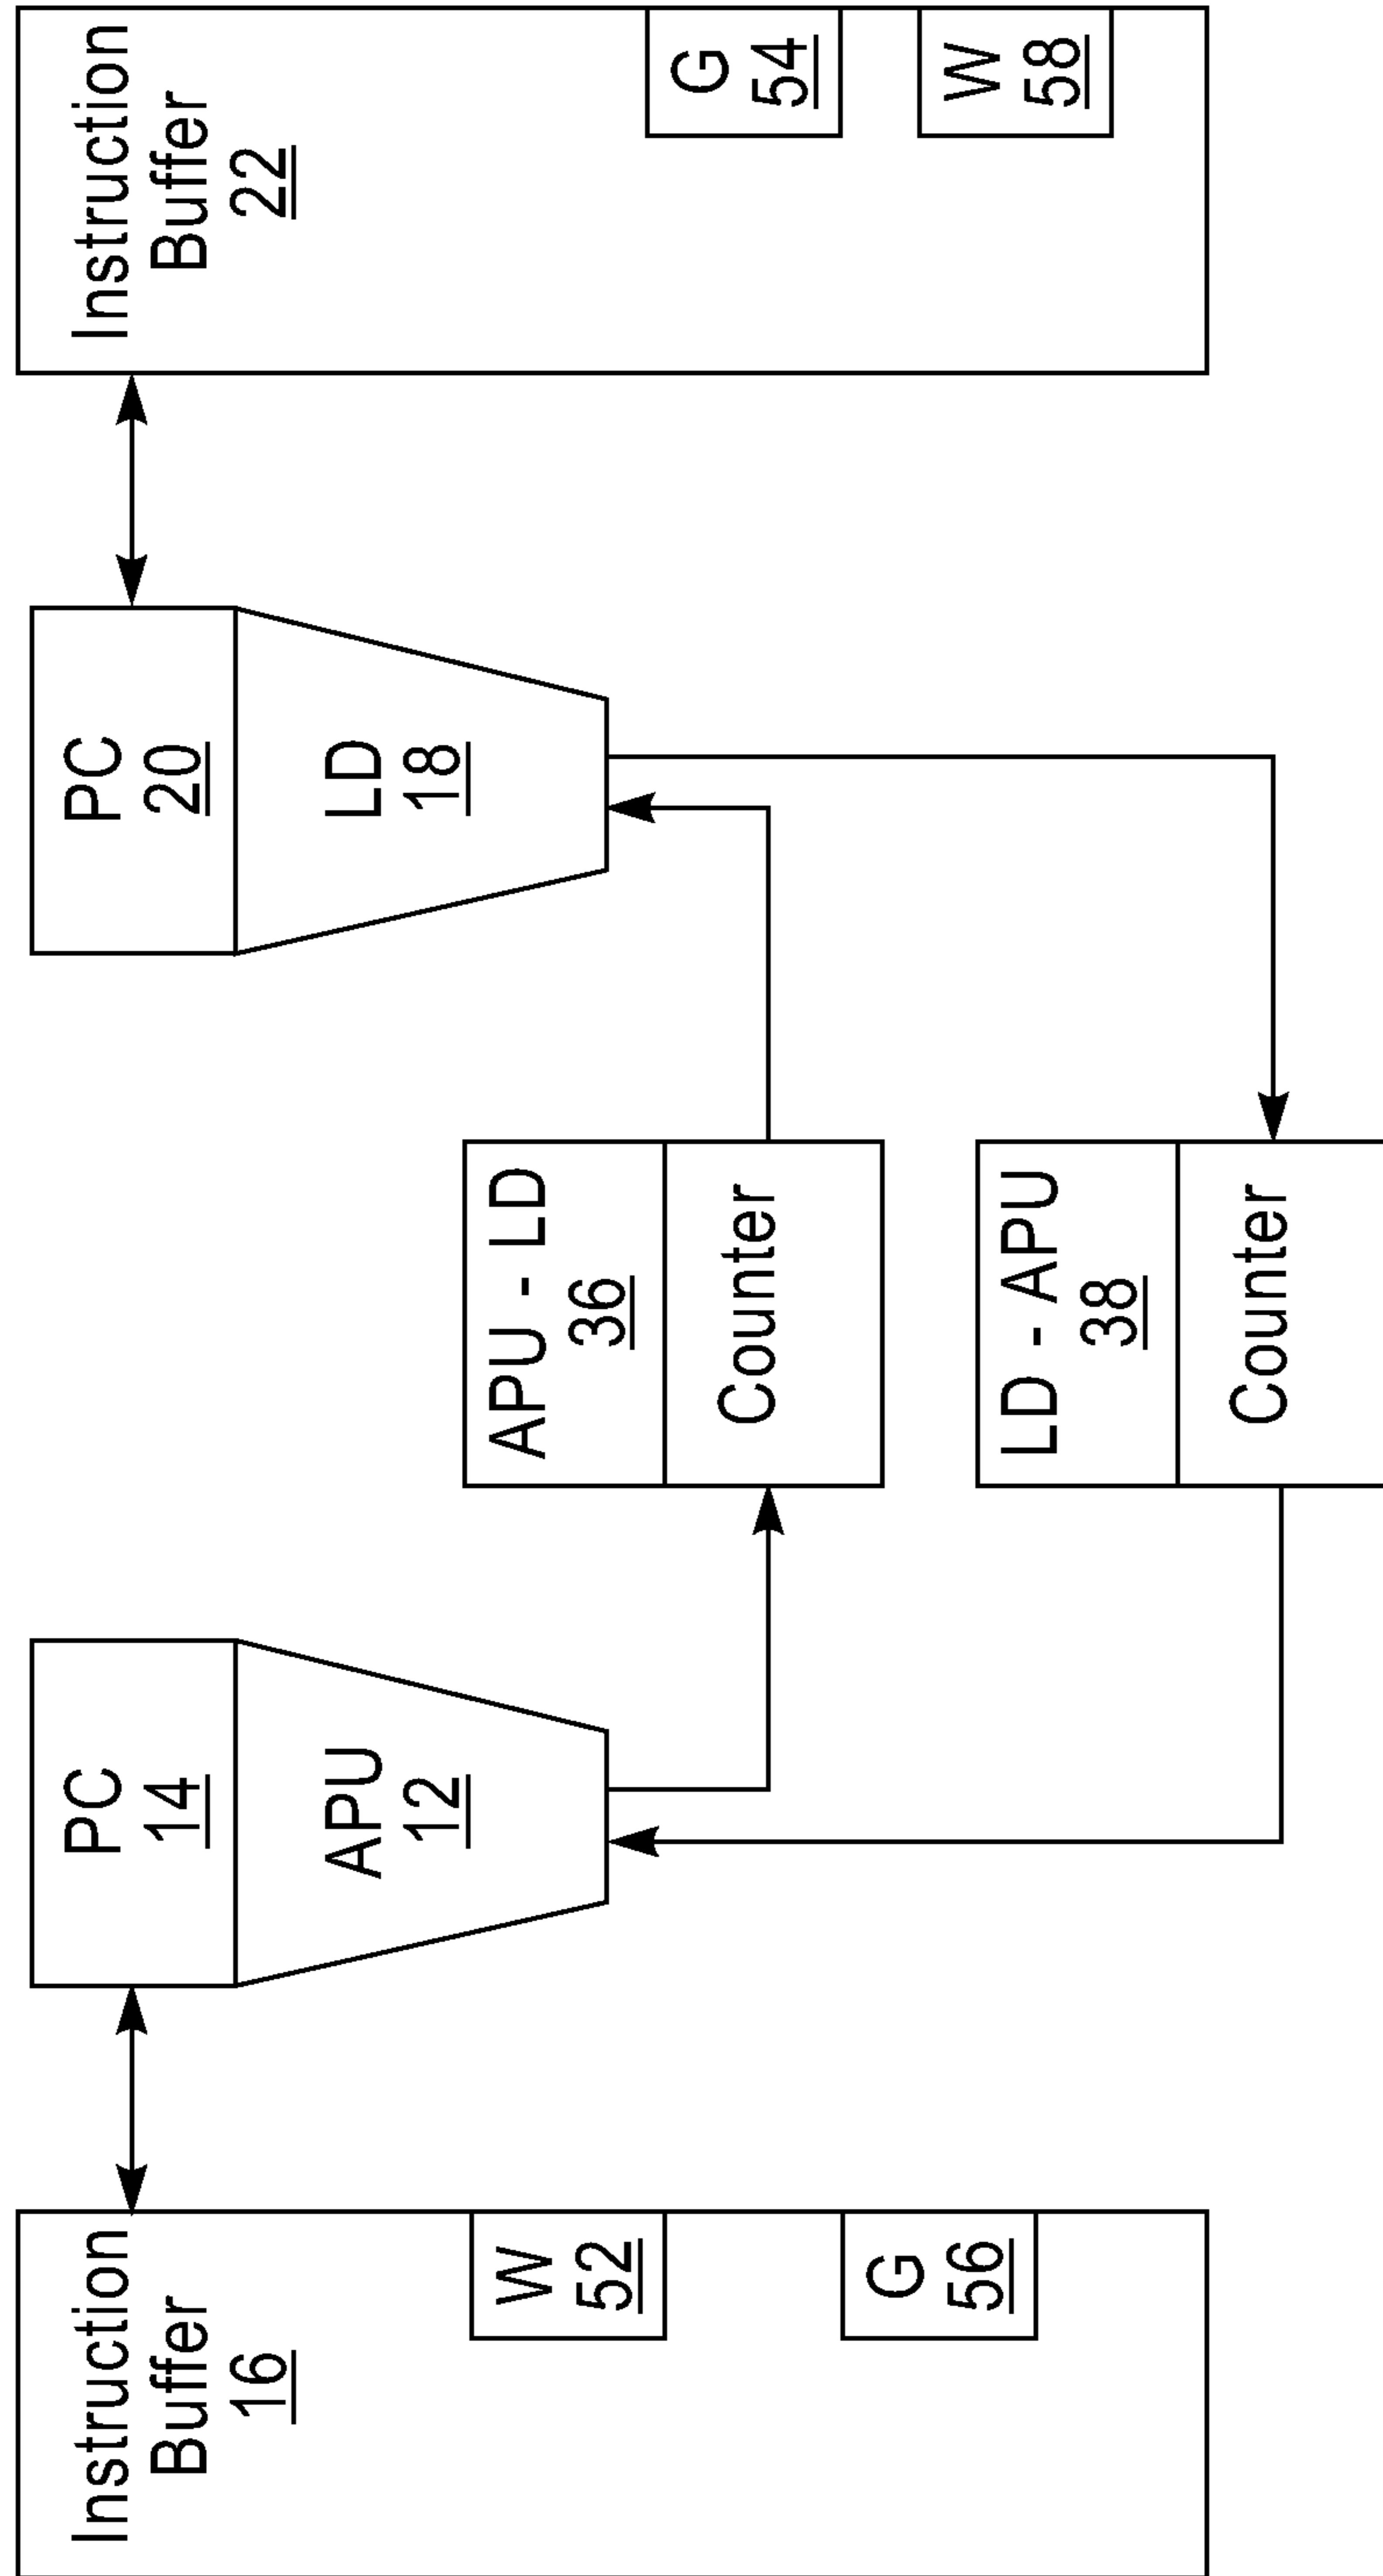 Instruction
Buffer
16
W
52
G
56
PC
14
APU
12
APU - LD
36
Counter
LD - APU
38
Counter
PC
20
LD
18
Instruction
Buffer
22
G
54
W
58